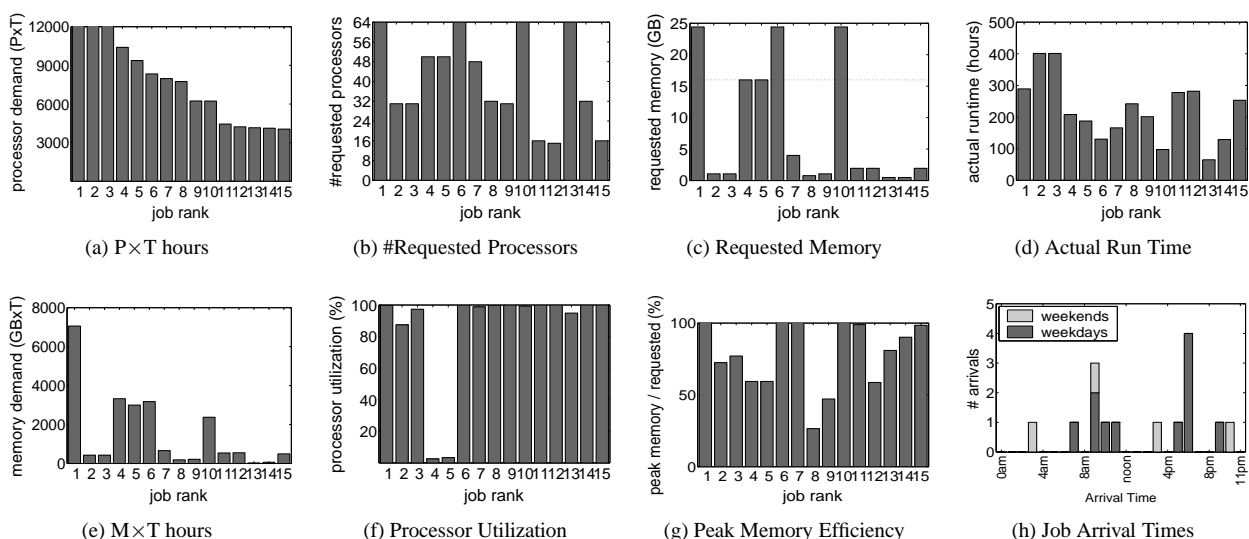 processor demand (PxT)
12000
9000
6000
3000
1 2 3 4 5 6 7 8 9 10 11 12 13 14 15
job rank
(a) P×T hours
#requested processors
64
56
48
40
32
24
16
8
0
1 2 3 4 5 6 7 8 9 10 11 12 13 14 15
job rank
(b) #Requested Processors
requested memory (GB)
25
20
15
10
5
0
1 2 3 4 5 6 7 8 9 10 11 12 13 14 15
job rank
(c) Requested Memory
actual runtime (hours)
500
400
300
200
100
0
1 2 3 4 5 6 7 8 9 10 11 12 13 14 15
job rank
(d) Actual Run Time
memory demand (GBxT)
8000
6000
4000
2000
0
1 2 3 4 5 6 7 8 9 10 11 12 13 14 15
job rank
(e) M×T hours
processor utilization (%)
100
80
60
40
20
1 2 3 4 5 6 7 8 9 10 11 12 13 14 15
job rank
(f) Processor Utilization
peak memory / requested (%)
100
50
0
1 2 3 4 5 6 7 8 9 10 11 12 13 14 15
job rank
(g) Peak Memory Efficiency
# arrivals
5
4
3
2
1
0
weekends
weekdays
0am 4am 8am noon 4pm 8pm 11pm
Arrival Time
(h) Job Arrival Times